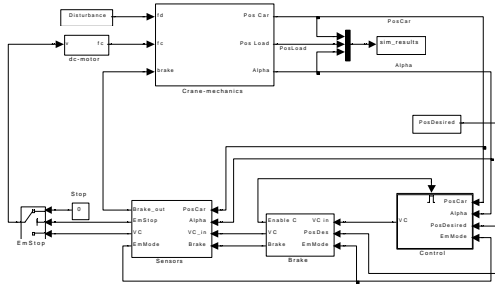 Disturbance
fd
Pos Car
PosCar
v
fc
dc-motor
fc
Pos Load
PosLoad
sim_results
brake
Alpha
Alpha
Crane-mechanics
PosDesired
Stop
0
EmStop
Brake_out
PosCar
EmStop
Alpha
VC
VC_in
EmMode
Brake
Sensors
Enable C
VC in
VC
PosDes
Brake
EmMode
Brake
PosCar
VC
Alpha
PosDesired
EmMode
Control